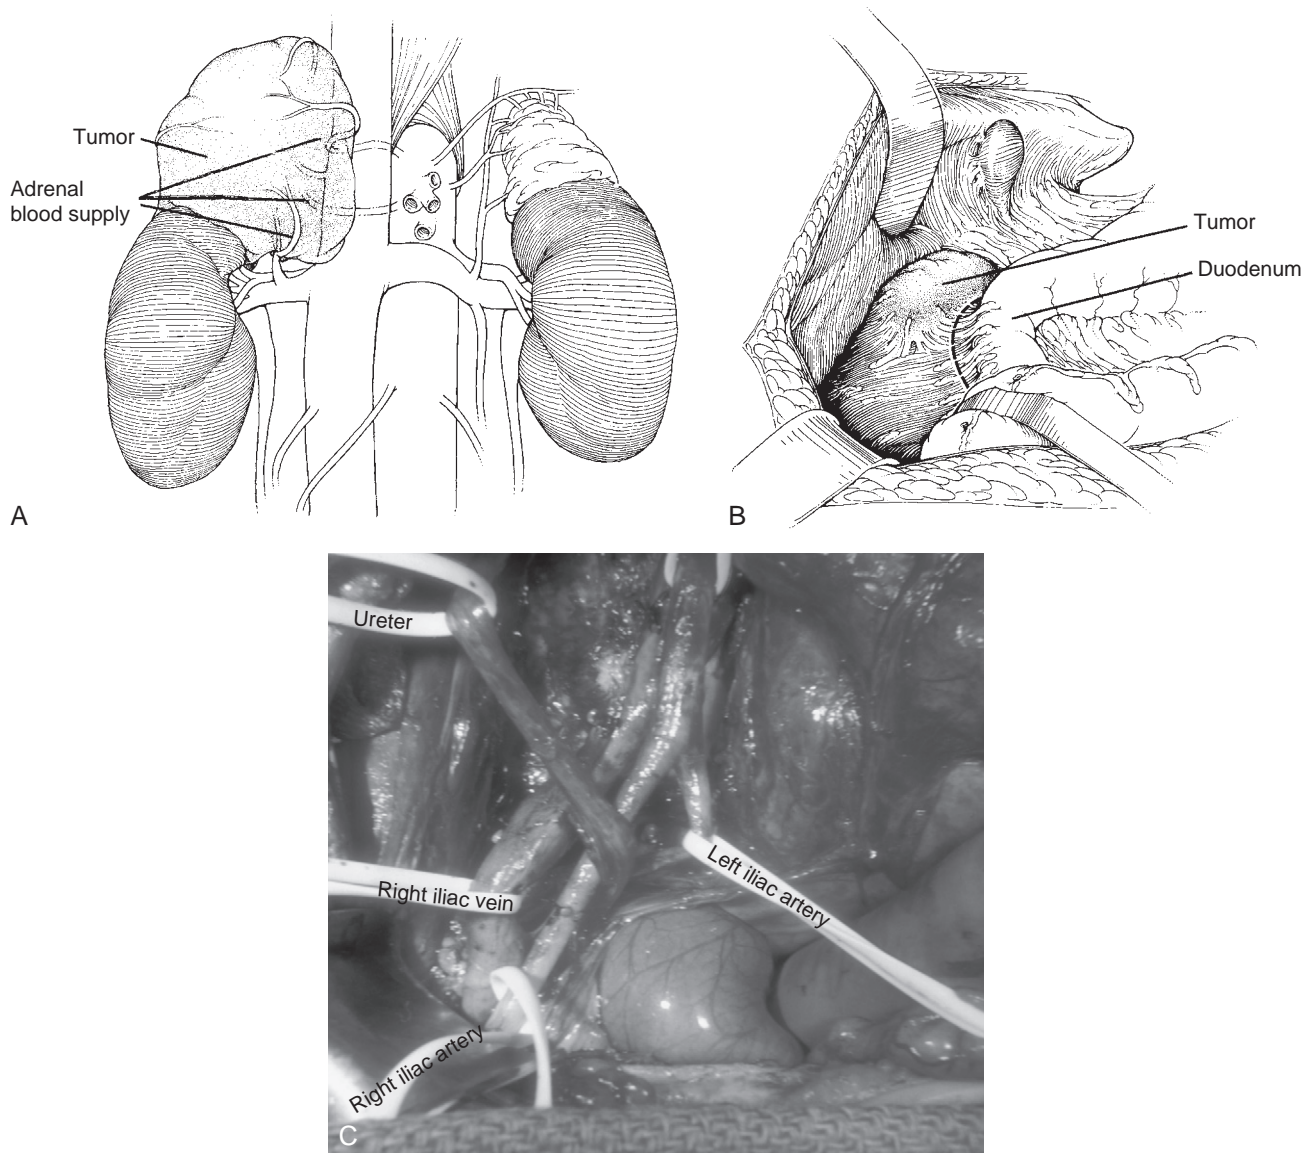 Tumor
Adrenal
blood supply
A
Tumor
Duodenum
B
Ureter
Right iliac vein
Left iliac artery
Right iliac artery
C